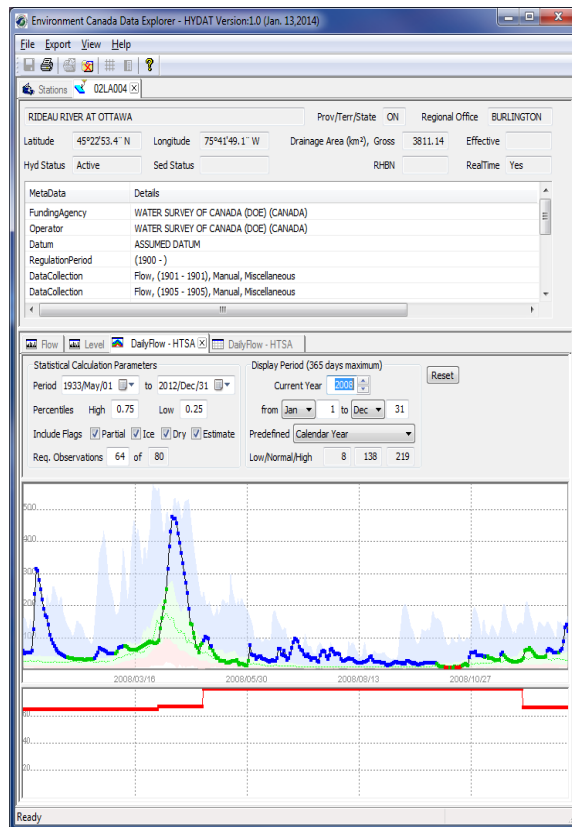 Environment Canada Data Explorer - HYDAT Version:1.0 (Jan. 13,2014)
File Export View Help
Stations 02LA004
RIDEAU RIVER AT OTTAWA Prov/Terr/State ON Regional Office BURLINGTON
Latitude 45°22'53.4" N Longitude 75°41'49.1" W Drainage Area (km²), Gross 3811.14 Effective
Hyd Status Active Sed Status RHBN RealTime Yes
MetaData Details
FundingAgency WATER SURVEY OF CANADA (DOE) (CANADA)
Operator WATER SURVEY OF CANADA (DOE) (CANADA)
Datum ASSUMED DATUM
RegulationPeriod (1900 - )
DataCollection Flow, (1901 - 1901), Manual, Miscellaneous
DataCollection Flow, (1905 - 1905), Manual, Miscellaneous
Flow Level DailyFlow - HTSA DailyFlow - HTSA
Statistical Calculation Parameters Display Period (365 days maximum)
Period 1933/May/01 to 2012/Dec/31 Current Year 2008 Reset
Percentiles High 0.75 Low 0.25 from Jan 1 to Dec 31
Include Flags Partial Ice Dry Estimate Predefined Calendar Year
Req. Observations 64 of 80 Low/Normal/High 8 138 219
500
400
300
200
100
2008/03/16 2008/05/30 2008/08/13 2008/10/27
60
40
20
Ready